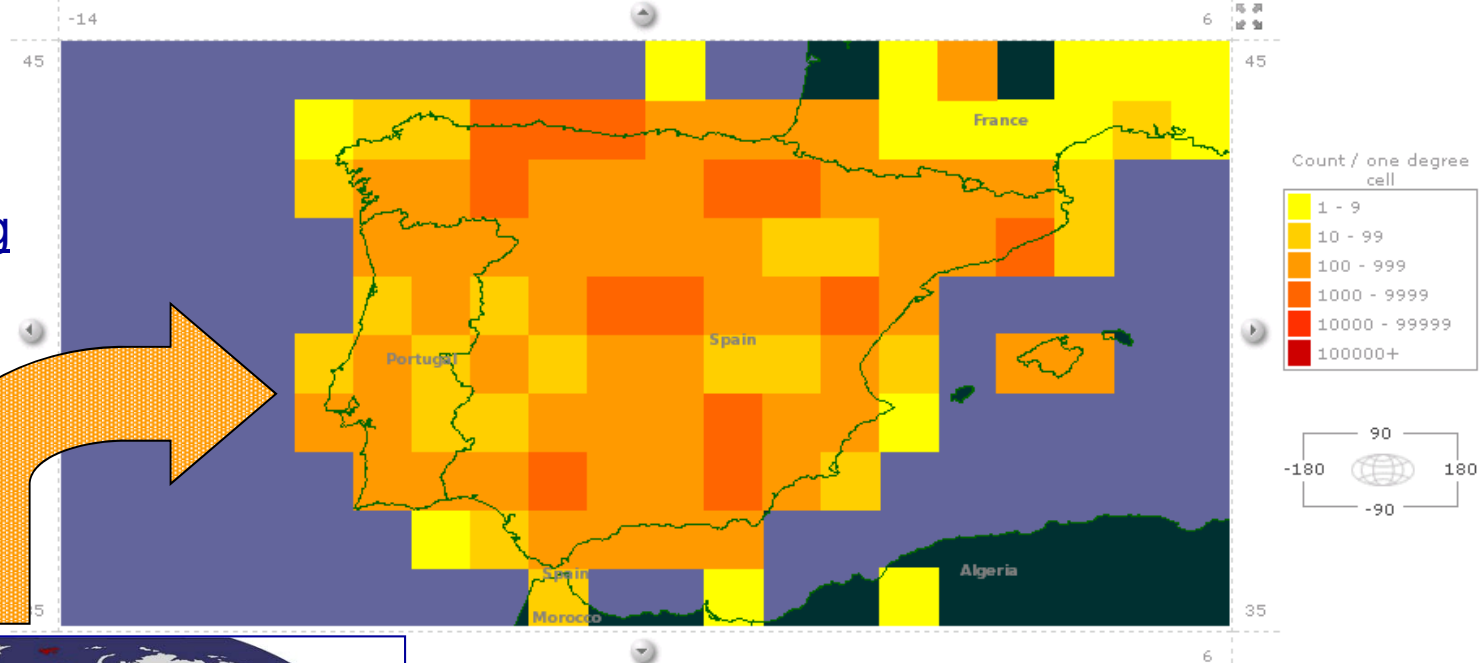 -14
6
45
45
France
Count / one degree
cell
1 - 9
10 - 99
100 - 999
1000 - 9999
10000 - 99999
100000+
g
Spain
Portugal
90
-180
180
-90
Spain
Algeria
Morocco
35
35
6